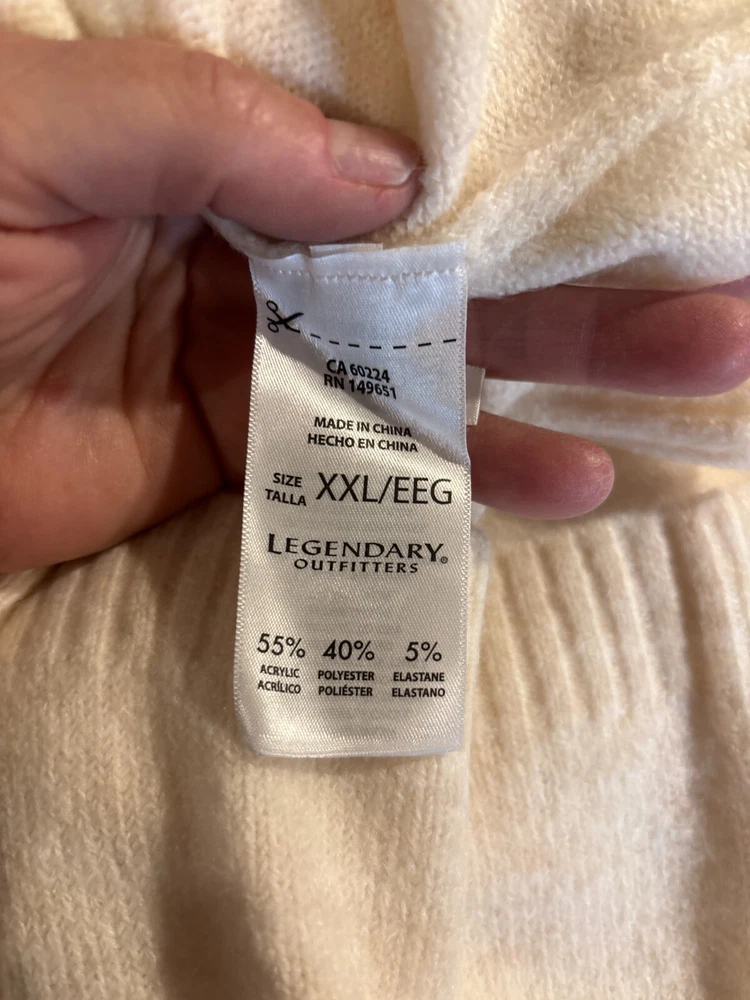 CA 60224
RN 149651
MADE IN CHINA
HECHO EN CHINA
SIZE
TALLA
XXL/EEG
LEGENDARY®
OUTFITTERS
55% 40% 5%
ACRYLIC POLYESTER ELASTANE
ACRÍLICO POLIÉSTER ELASTANO